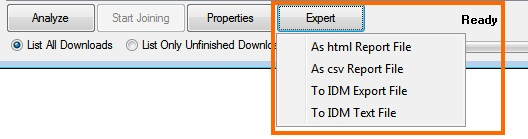 Analyze Start Joining Properties Expert Ready
List All Downloads List Only Unfinished
As html Report File
As csv Report File
To IDM Export File
To IDM Text File